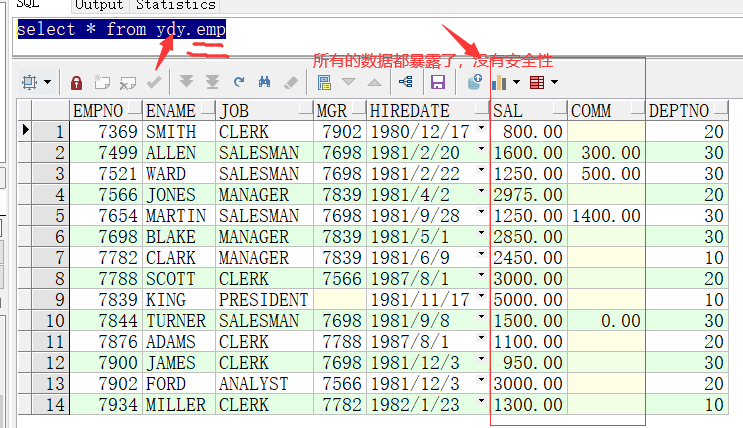 SQL Output Statistics
select * from ydy.emp
所有的数据都暴露了，没有安全性
EMPNO ENAME JOB MGR HIREDATE SAL COMM DEPTNO
1 7369 SMITH CLERK 7902 1980/12/17 800.00 20
2 7499 ALLEN SALESMAN 7698 1981/2/20 1600.00 300.00 30
3 7521 WARD SALESMAN 7698 1981/2/22 1250.00 500.00 30
4 7566 JONES MANAGER 7839 1981/4/2 2975.00 20
5 7654 MARTIN SALESMAN 7698 1981/9/28 1250.00 1400.00 30
6 7698 BLAKE MANAGER 7839 1981/5/1 2850.00 30
7 7782 CLARK MANAGER 7839 1981/6/9 2450.00 10
8 7788 SCOTT CLERK 7566 1987/8/1 3000.00 20
9 7839 KING PRESIDENT 1981/11/17 5000.00 10
10 7844 TURNER SALESMAN 7698 1981/9/8 1500.00 0.00 30
11 7876 ADAMS CLERK 7788 1987/8/1 1100.00 20
12 7900 JAMES CLERK 7698 1981/12/3 950.00 30
13 7902 FORD ANALYST 7566 1981/12/3 3000.00 20
14 7934 MILLER CLERK 7782 1982/1/23 1300.00 10